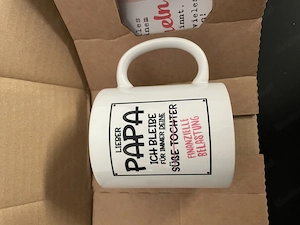 LIEBER
PAPA
ICH BLEIBE
FÜR IMMER DEINE
SÜßE-TOCHTER
FINANZIELLE
BELASTUNG